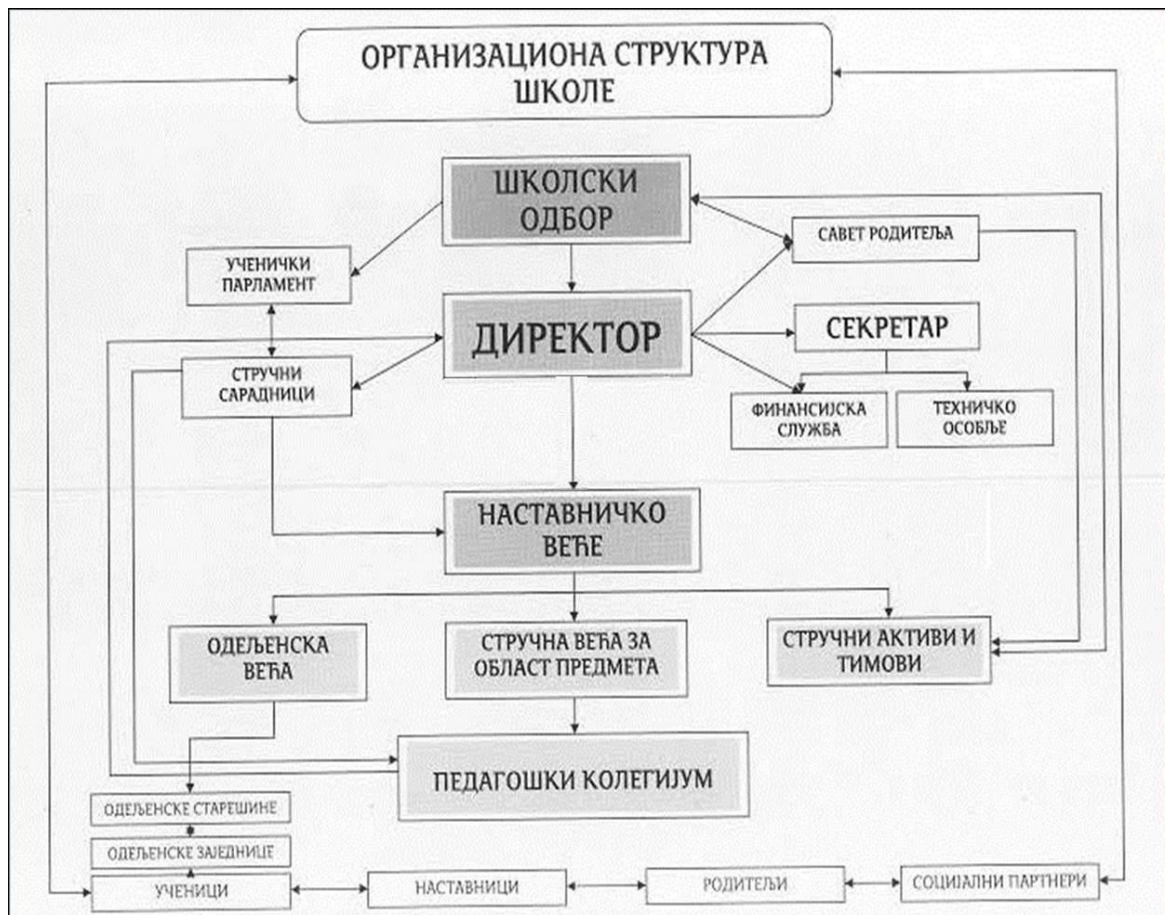 ОРГАНИЗАЦИОНА СТРУКТУРА
ШКОЛЕ
ШКОЛСКИ
ОДБОР
САВЕТ РОДИТЕЉА
УЧЕНИЧКИ
ПАРЛАМЕНТ
ДИРЕКТОР
СЕКРЕТАР
СТРУЧНИ
САРАДНИЦИ
ФИНАНСИЈСКА
СЛУЖБА
ТЕХНИЧКО
ОСОБЉЕ
НАСТАВНИЧКО
ВЕЋЕ
ОДЕЉЕНСКА
ВЕЋА
СТРУЧНА ВЕЋА ЗА
ОБЛАСТ ПРЕДМЕТА
СТРУЧНИ АКТИВИ И
ТИМОВИ
ПЕДАГОШКИ КОЛЕГИЈУМ
ОДЕЉЕНСКЕ СТАРЕШИНЕ
ОДЕЉЕНСКЕ ЗАЈЕДНИЦЕ
УЧЕНИЦИ
НАСТАВНИЦИ
РОДИТЕЉИ
СОЦИЈАЛНИ ПАРТНЕРИ